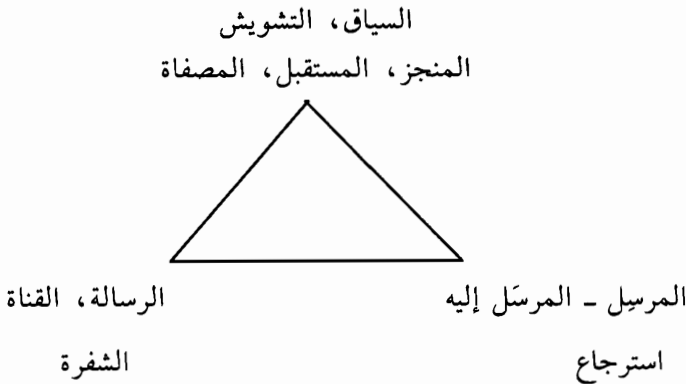 السياق، التشويش
المنجز، المستقبل، المصفاة
المرسِل - المرسَل إليه
الرسالة، القناة
استرجاع
الشفرة